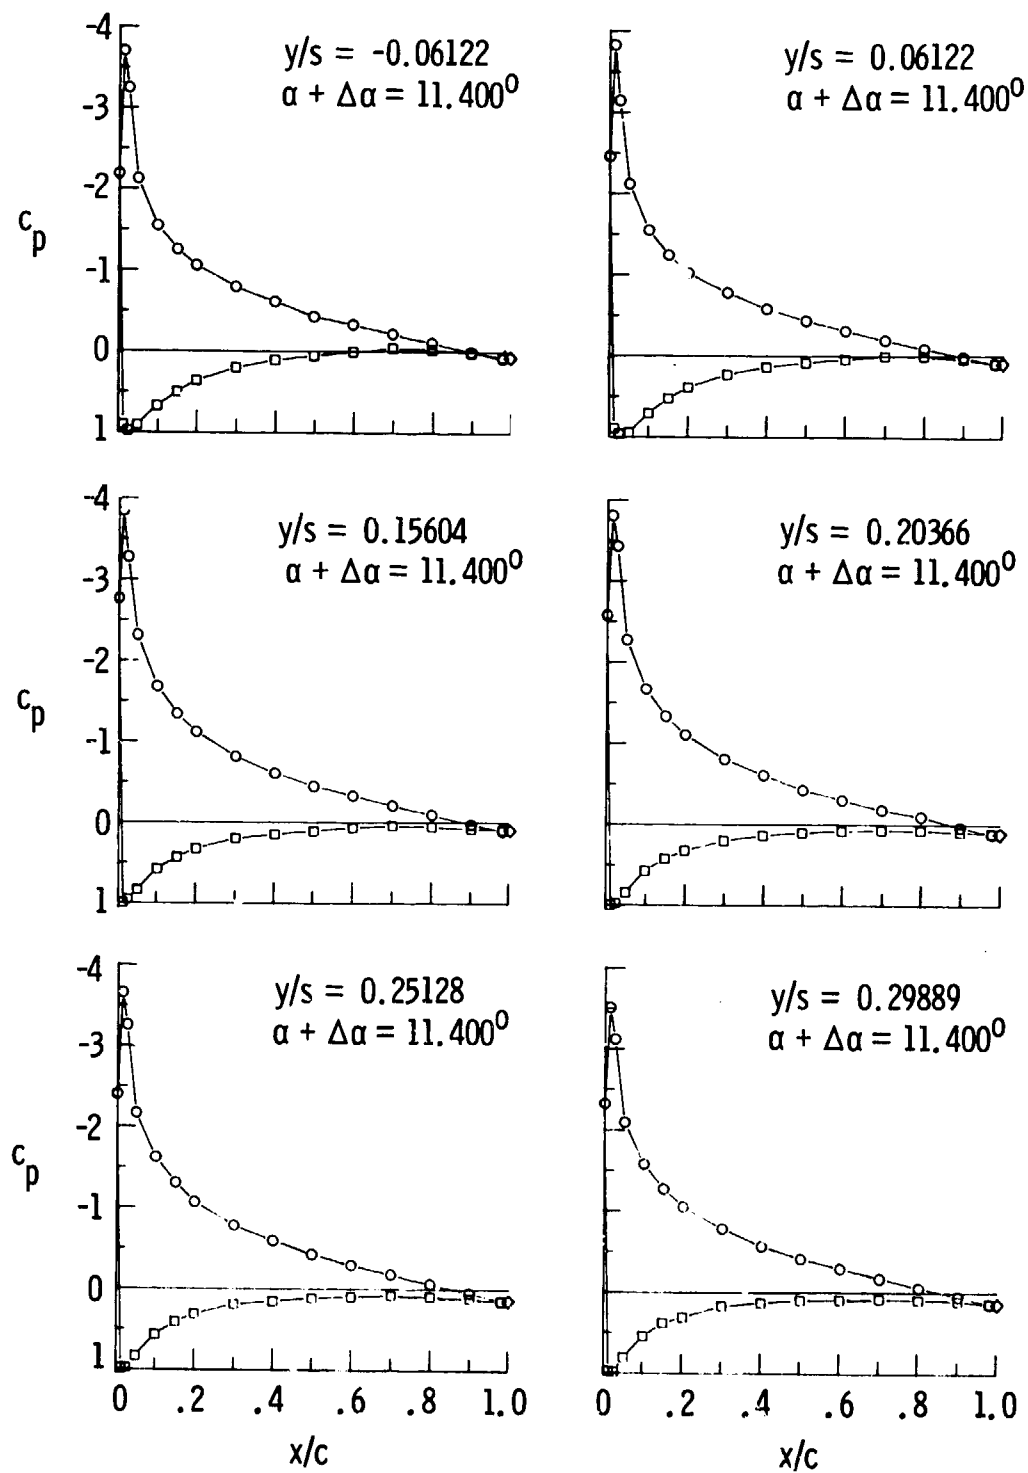 -4
y/s = -0.06122
α + Δα = 11.400⁰
-3
-2
cₚ
-1
0
1
y/s = 0.06122
α + Δα = 11.400⁰
-4
y/s = 0.15604
α + Δα = 11.400⁰
-3
-2
cₚ
-1
0
1
y/s = 0.20366
α + Δα = 11.400⁰
-4
y/s = 0.25128
α + Δα = 11.400⁰
-3
-2
cₚ
-1
0
1
0 .2 .4 .6 .8 1.0
x/c
y/s = 0.29889
α + Δα = 11.400⁰
0 .2 .4 .6 .8 1.0
x/c